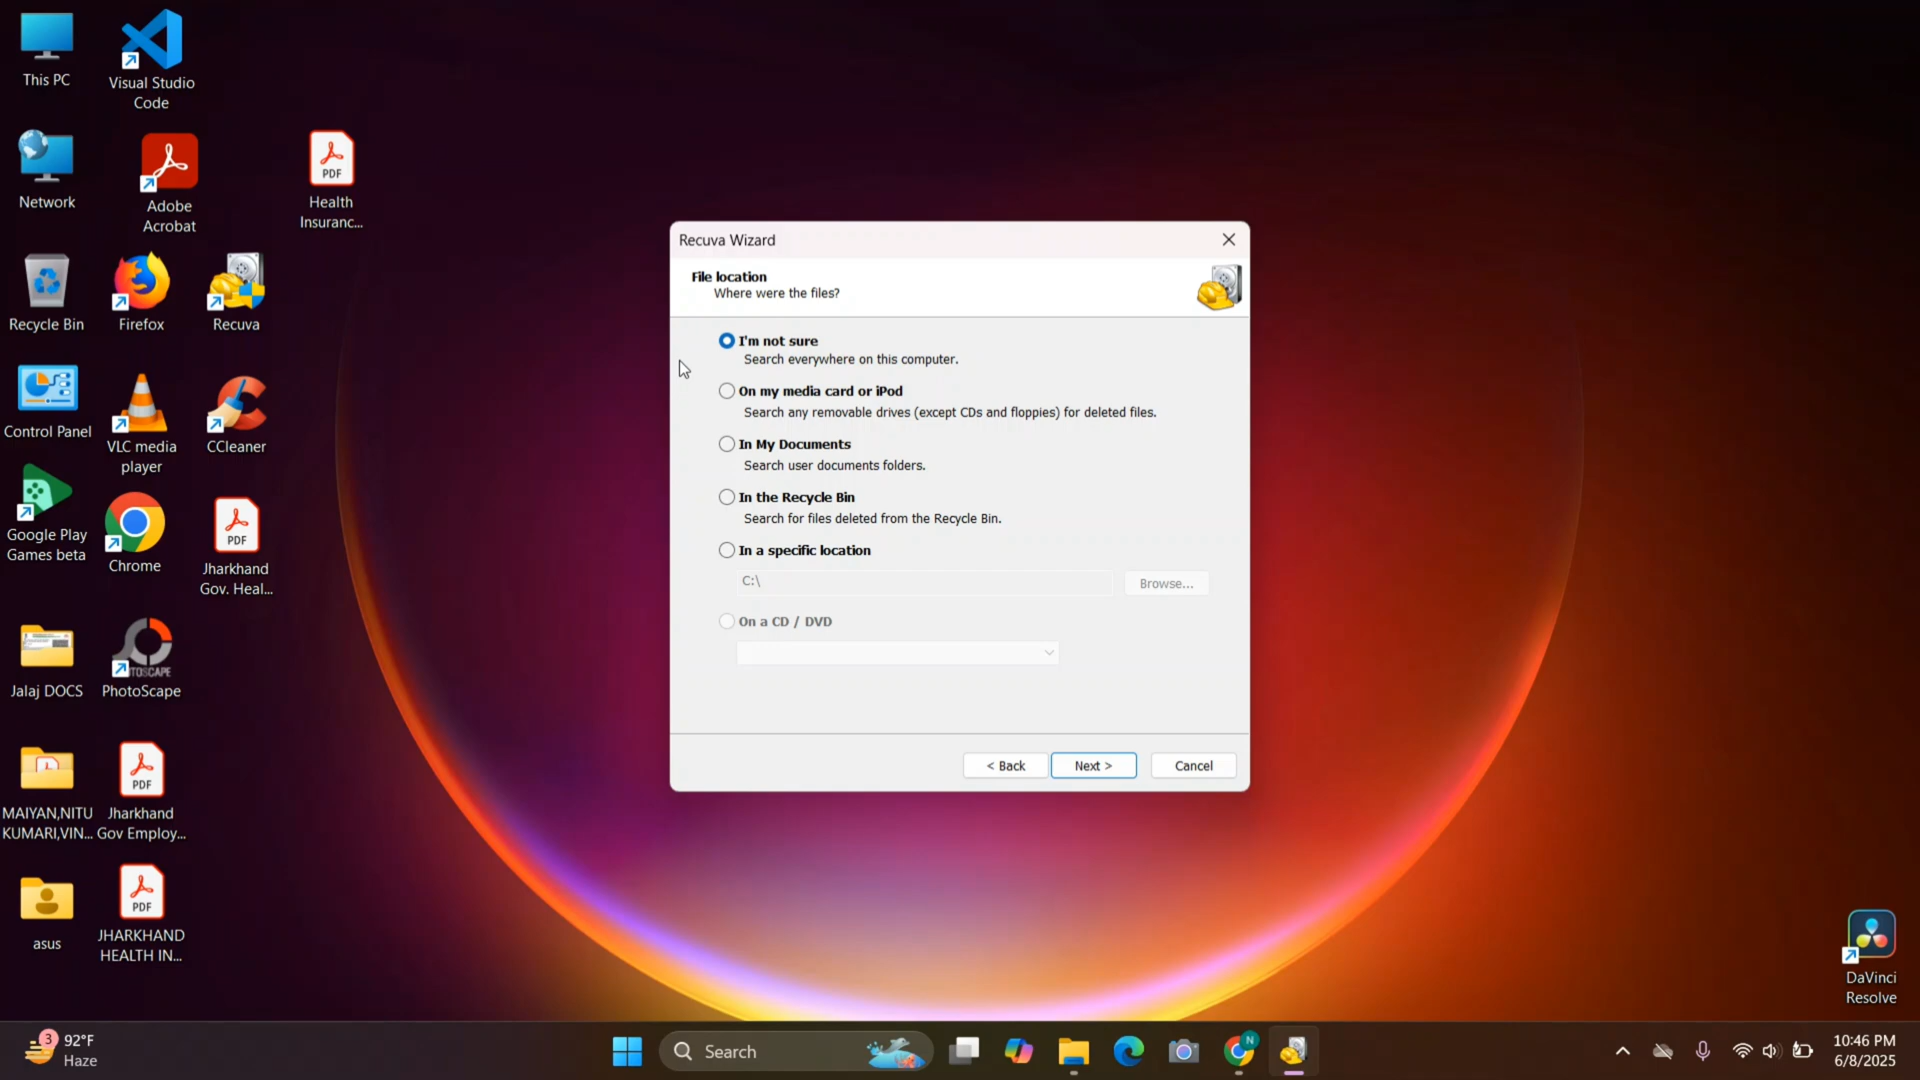 This PC
Visual Studio
Code
Network
Adobe
Acrobat
PDF
Health
Insuranc...
Recycle Bin
Firefox
Recuva
Control Panel
VLC media
player
CCleaner
Google Play
Games beta
Chrome
PDF
Jharkhand
Gov. Heal...
Jalaj DOCS
PhotoScape
MAIYAN,NITU
KUMARI,VIN...
PDF
Jharkhand
Gov Employ...
asus
PDF
JHARKHAND
HEALTH IN...
Recuva Wizard
File location
Where were the files?
I'm not sure
Search everywhere on this computer.
On my media card or iPod
Search any removable drives (except CDs and floppies) for deleted files.
In My Documents
Search user documents folders.
In the Recycle Bin
Search for files deleted from the Recycle Bin.
In a specific location
C:\
Browse...
On a CD / DVD
< Back
Next >
Cancel
DaVinci
Resolve
3
92°F
Haze
Search
N
10:46 PM
6/8/2025